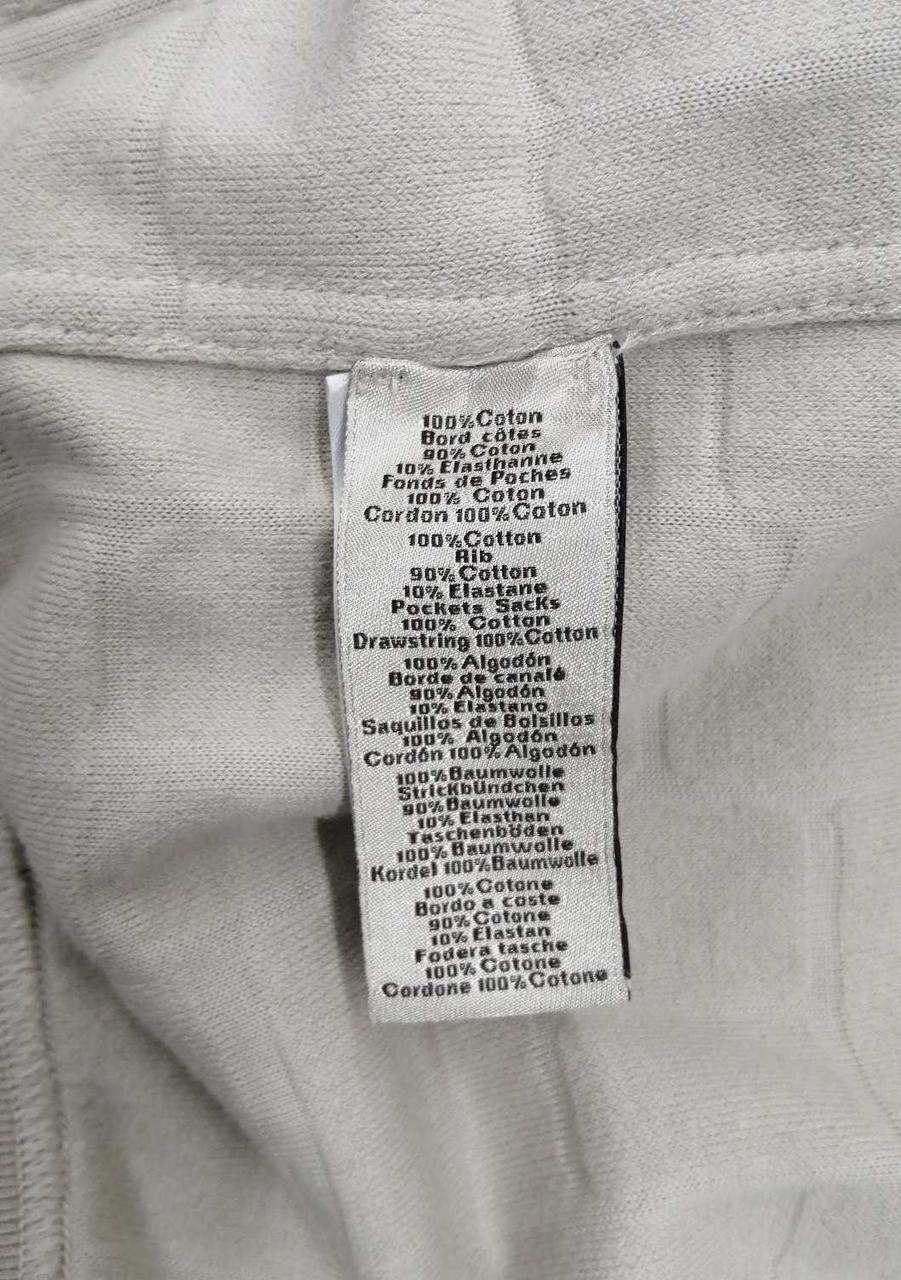 100%Coton
Bord côtes
90% Coton
10% Elasthanne
Fonds de Poches
100% Coton
Cordon 100%Coton
100%Cotton
Rib
90% Cotton
10% Elastane
Pockets Sacks
100% Cotton
Drawstring 100%Cotton
100% Algodón
Borde de canalé
90% Algodón
10% Elastano
Saquillos de Bolsillos
100% Algodón
Cordón 100%Algodón
100%Baumwolle
Strickbündchen
90%Baumwolle
10% Elasthan
Taschenböden
100%Baumwolle
Kordel 100%Baumwolle
100%Cotone
Bordo a coste
90% Cotone
10% Elastan
Fodera tasche
100% Cotone
Cordone 100%Cotone